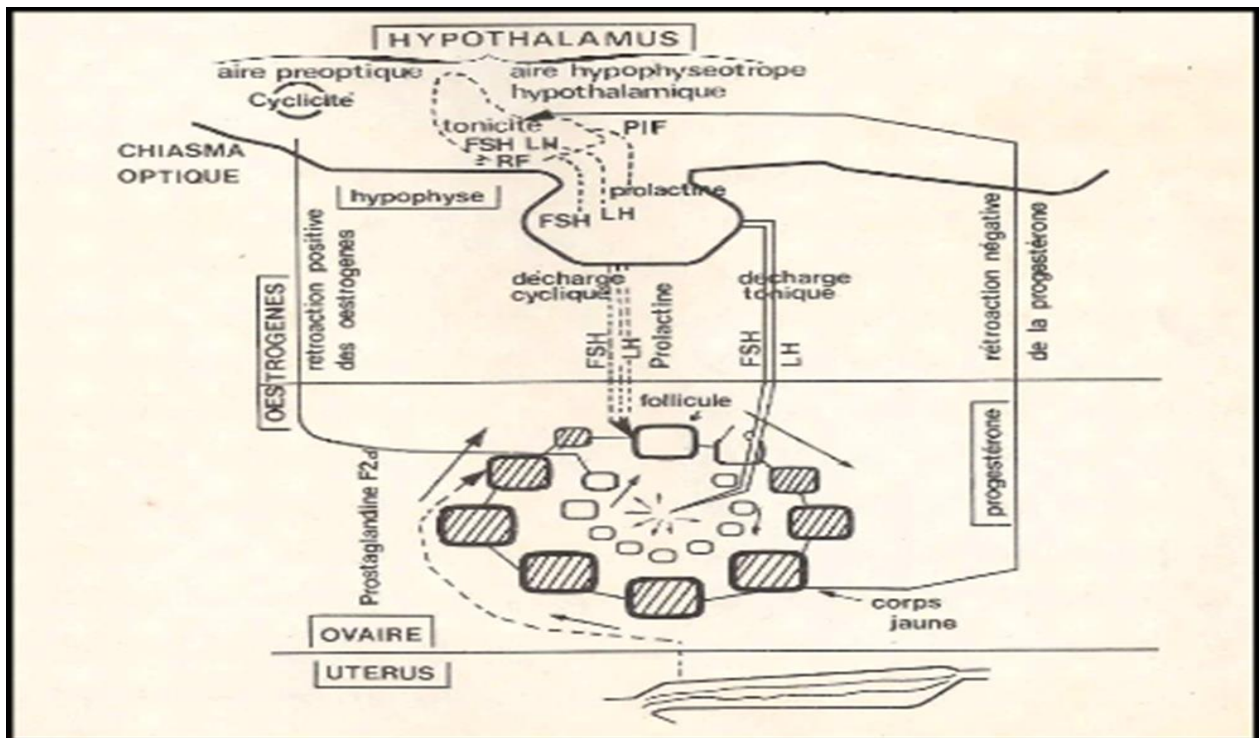 HYPOTHALAMUS
aire preoptique
aire hypophyseotrope
hypothalamique
Cyclicité
tonicité
PIF
FSH LH
RF
CHIASMA
OPTIQUE
hypophyse
prolactine
FSH
LH
décharge
cyclique
décharge
tonique
OESTROGENES
retroaction positive
des oestrogenes
FSH
LH
Prolactine
FSH
LH
rétroaction négative
de la progestérone
follicule
Prostaglandine
progestérone
corps
jaune
OVAIRE
UTERUS